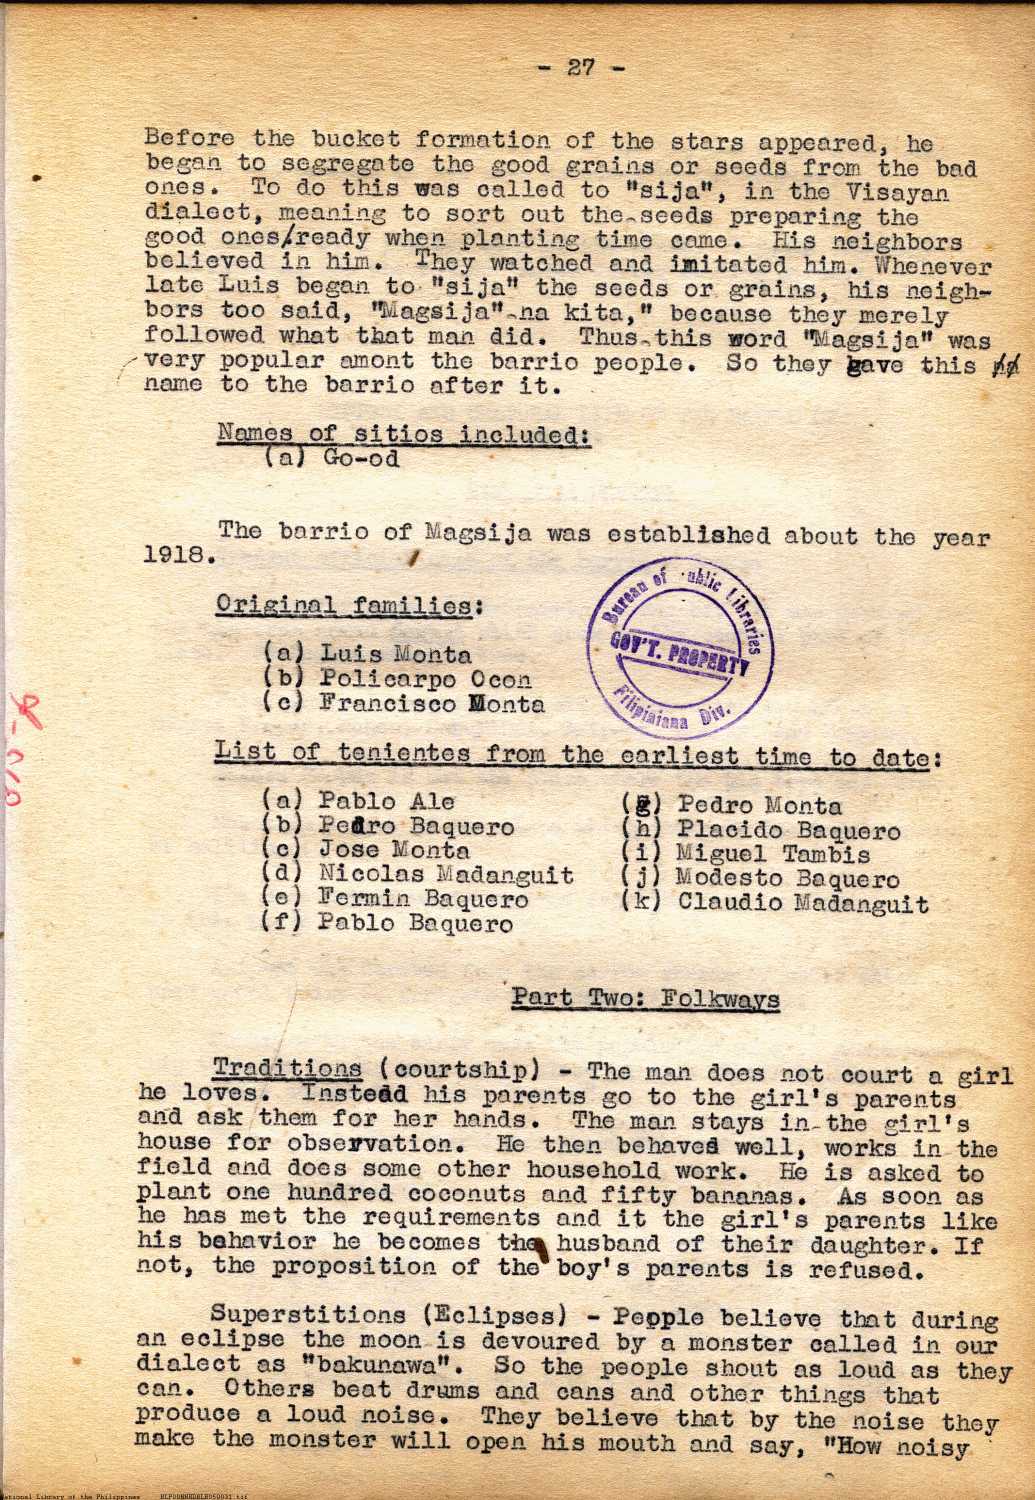 - 27 -
Before the bucket formation of the stars appeared, he
began to segregate the good grains or seeds from the bad
ones. To do this was called to "sija", in the Visayan
dialect, meaning to sort out the seeds preparing the
good ones/ready when planting time came. His neighbors
believed in him. They watched and imitated him. Whenever
late Luis began to "sija" the seeds or grains, his neigh-
bors too said, "Magsija" na kita," because they merely
followed what that man did. Thus this word "Magsija" was
very popular amont the barrio people. So they gave this
name to the barrio after it.
Names of sitios included:
(a) Go-od
The barrio of Magsija was established about the year
1918.
Bureau of Public Libraries
GOV'T. PROPERTY
Filipiniana Div.
Original families:
(a) Luis Monta
(b) Policarpo Ocon
(c) Francisco Monta
List of tenientes from the earliest time to date:
(a) Pablo Ale
(b) Pedro Baquero
(c) Jose Monta
(d) Nicolas Madanguit
(e) Fermin Baquero
(f) Pablo Baquero
(g) Pedro Monta
(h) Placido Baquero
(i) Miguel Tambis
(j) Modesto Baquero
(k) Claudio Madanguit
Part Two: Folkways
Traditions (courtship) - The man does not court a girl
he loves. Instead his parents go to the girl's parents
and ask them for her hands. The man stays in the girl's
house for observation. He then behaves well, works in the
field and does some other household work. He is asked to
plant one hundred coconuts and fifty bananas. As soon as
he has met the requirements and it the girl's parents like
his behavior he becomes the husband of their daughter. If
not, the proposition of the boy's parents is refused.
Superstitions (Eclipses) - People believe that during
an eclipse the moon is devoured by a monster called in our
dialect as "bakunawa". So the people shout as loud as they
can. Others beat drums and cans and other things that
produce a loud noise. They believe that by the noise they
make the monster will open his mouth and say, "How noisy
National Library of the Philippines